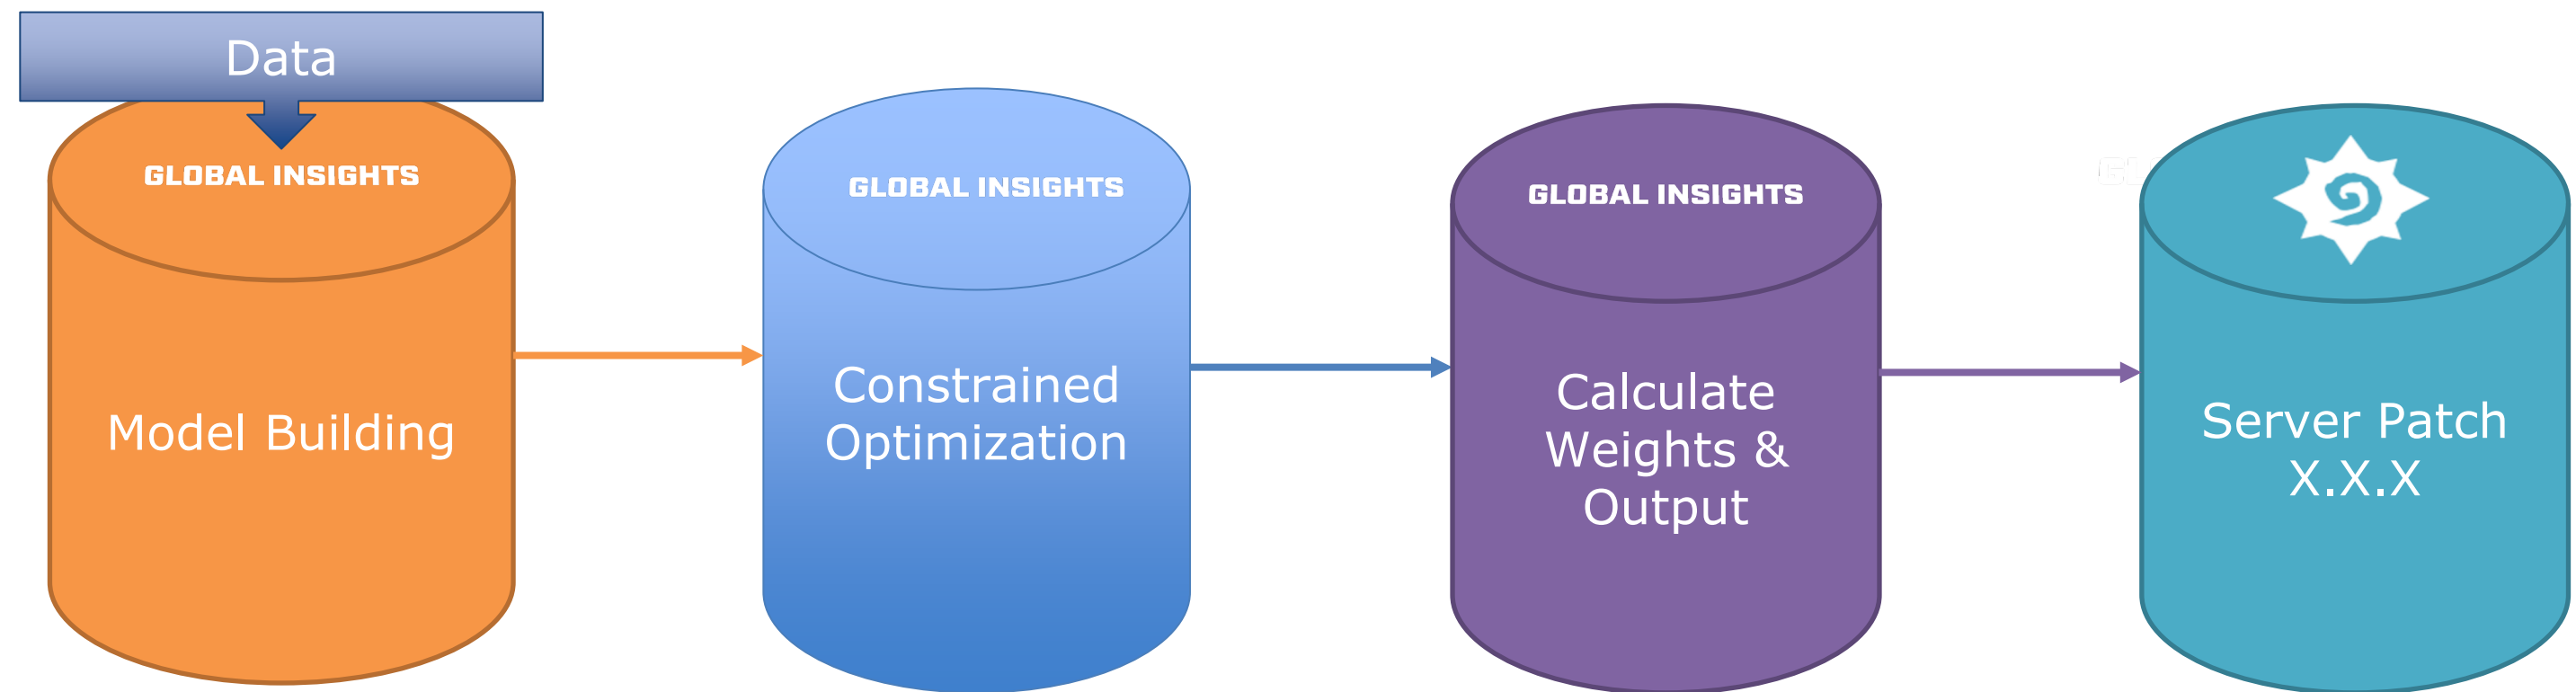 Data
GLOBAL INSIGHTS
Model Building
GLOBAL INSIGHTS
Constrained
Optimization
GLOBAL INSIGHTS
Calculate
Weights &
Output
Server Patch
X.X.X